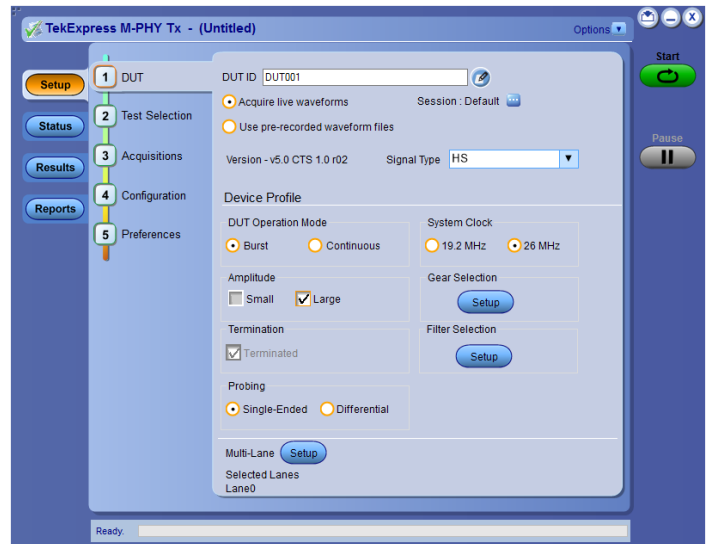 TekExpress M-PHY Tx - (Untitled)
Options
Start
Pause
Setup
Status
Results
Reports
1 DUT
2 Test Selection
3 Acquisitions
4 Configuration
5 Preferences
DUT ID DUT001
Acquire live waveforms Session : Default
Use pre-recorded waveform files
Version - v5.0 CTS 1.0 r02 Signal Type HS
Device Profile
DUT Operation Mode System Clock
Burst Continuous 19.2 MHz 26 MHz
Amplitude Gear Selection
Small Large Setup
Termination Filter Selection
Terminated Setup
Probing
Single-Ended Differential
Multi-Lane Setup
Selected Lanes
Lane0
Ready.